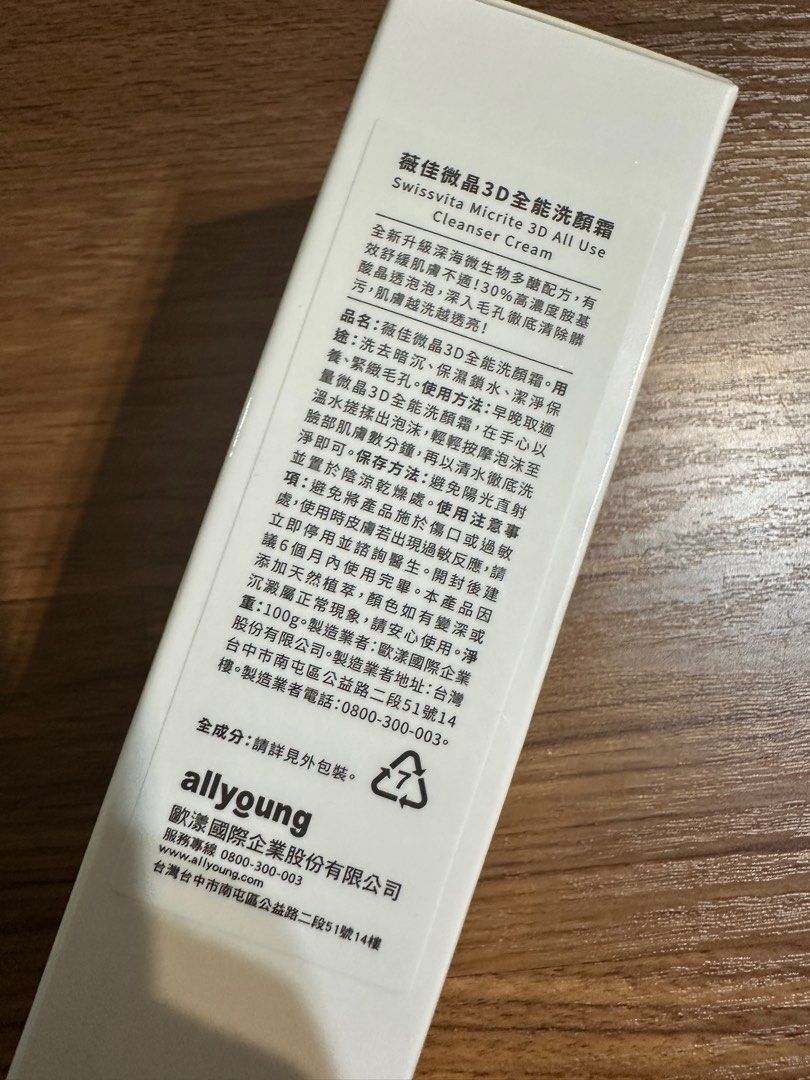 薇佳微晶3D全能洗顏霜
Swissvita Micrite 3D All Use
Cleanser Cream
全新升級深海微生物多醣配方,有
效舒緩肌膚不適!30%高濃度胺基
酸晶透泡泡,深入毛孔徹底清除髒
污,肌膚越洗越透亮!
品名:薇佳微晶3D全能洗顏霜。用
途:洗去暗沉、保濕鎖水、潔淨保
養、緊緻毛孔。使用方法:早晚取適
量微晶3D全能洗顏霜,在手心以
溫水搓揉出泡沫,輕輕按摩泡沫至
臉部肌膚數分鐘,再以清水徹底洗
淨即可。保存方法:避免陽光直射
並置於陰涼乾燥處。使用注意事
項:避免將產品施於傷口或過敏
處,使用時皮膚若出現過敏反應,請
立即停用並諮詢醫生。開封後建
議6個月內使用完畢。本產品因
添加天然植萃,顏色如有變深或
沉澱屬正常現象,請安心使用。淨
重:100g。製造業者:歐漾國際企業
股份有限公司。製造業者地址:台灣
台中市南屯區公益路二段51號14
樓。製造業者電話:0800-300-003。
全成分:請詳見外包裝。
7
allyoung
歐漾國際企業股份有限公司
服務專線 0800-300-003
www.allyoung.com
台灣台中市南屯區公益路二段51號14樓